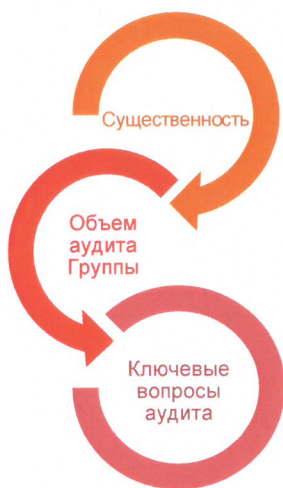 Существенность
Объем
аудита
Группы
Ключевые
вопросы
аудита